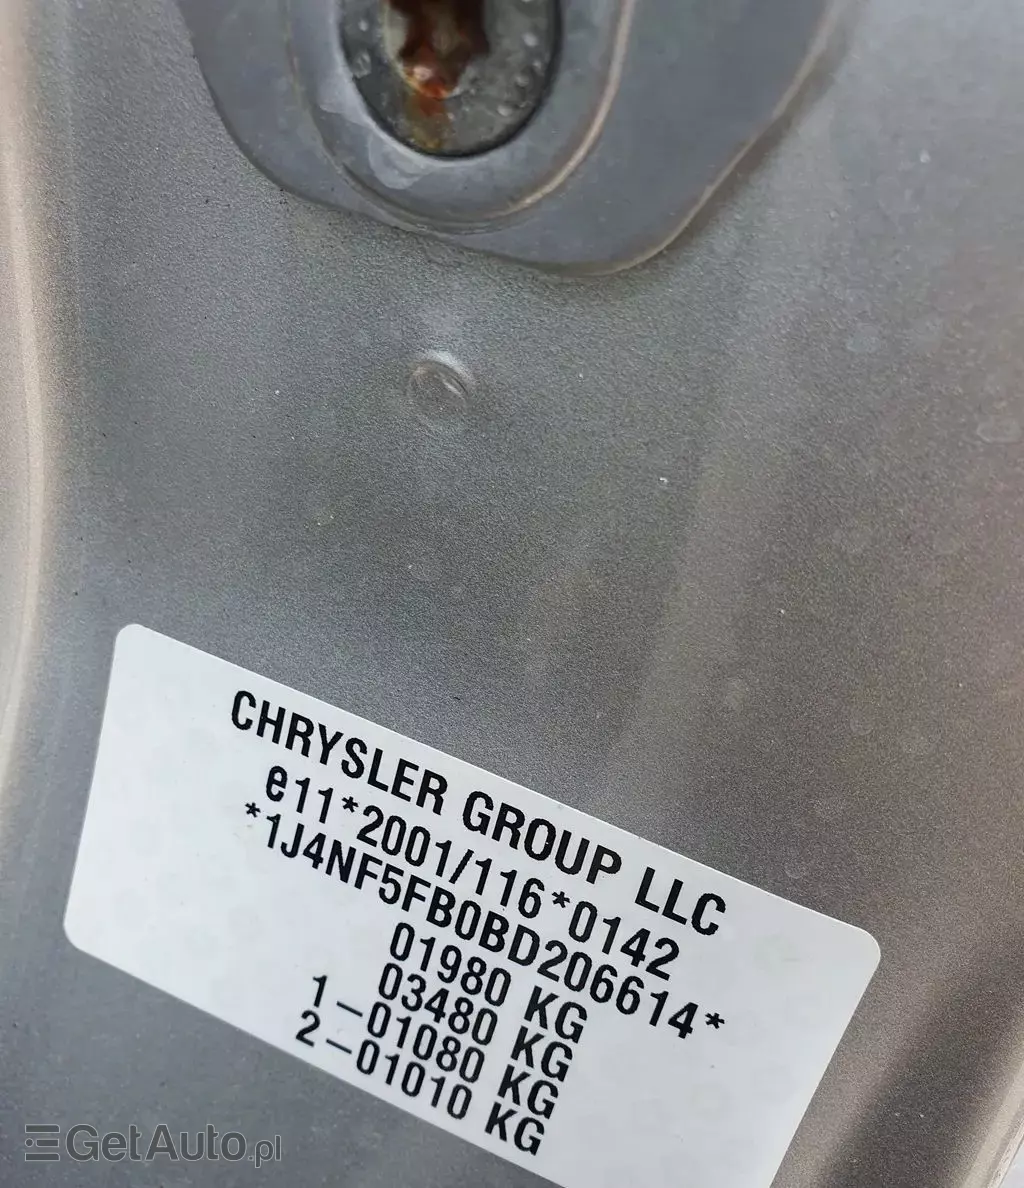 CHRYSLER GROUP LLC
e11*2001/116*0142
*1J4NF5FB0BD206614*
01980 KG
03480 KG
1-01080 KG
2-01010 KG
GetAuto.pl